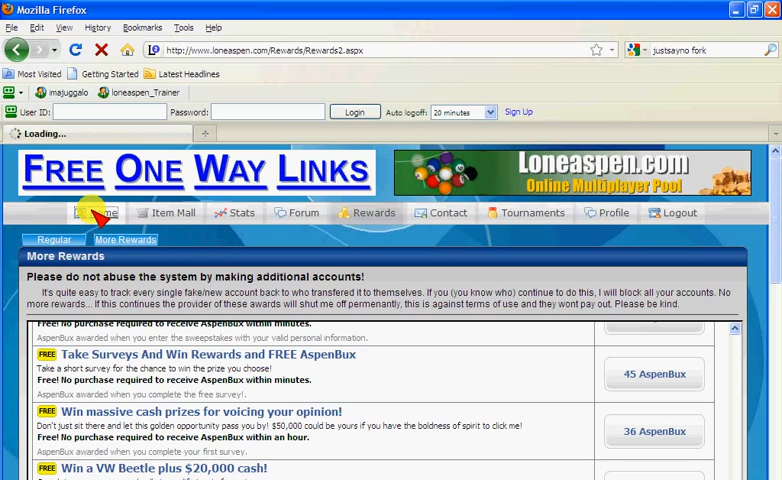 Mozilla Firefox
File Edit View History Bookmarks Tools Help
http://www.loneaspen.com/Rewards/Rewards2.aspx
justsayno fork
Most Visited Getting Started Latest Headlines
imajuggalo loneaspen_Trainer
User ID: Password: Login Auto logoff: 20 minutes Sign Up
Loading...
FREE ONE WAY LINKS
Loneaspen.com
Online Multiplayer Pool
Item Mall Stats Forum Rewards Contact Tournaments Profile Logout
Regular More Rewards
More Rewards
Please do not abuse the system by making additional accounts!
It's quite easy to track every single fake/new account back to who transfered it to themselves. If you (you know who) continue to do this, I will block all your accounts. No
more rewards... If this continues the provider of these awards will shut me off permenantly, this is against terms of use and they wont pay out. Please be kind.
Free! No purchase required to receive AspenBux within minutes.
AspenBux awarded when you enter the sweepstakes with your valid personal information.
FREE Take Surveys And Win Rewards and FREE AspenBux
Take a short survey for the chance to win the prize you choose!
Free! No purchase required to receive AspenBux within minutes.
45 AspenBux
AspenBux awarded when you complete the free survey!.
FREE Win massive cash prizes for voicing your opinion!
Don't just sit there and let this golden opportunity pass you by! $50,000 could be yours if you have the boldness of spirit to click me!
Free! No purchase required to receive AspenBux within an hour.
36 AspenBux
AspenBux awarded when you complete the survey.
FREE Win a VW Beetle plus $20,000 cash!